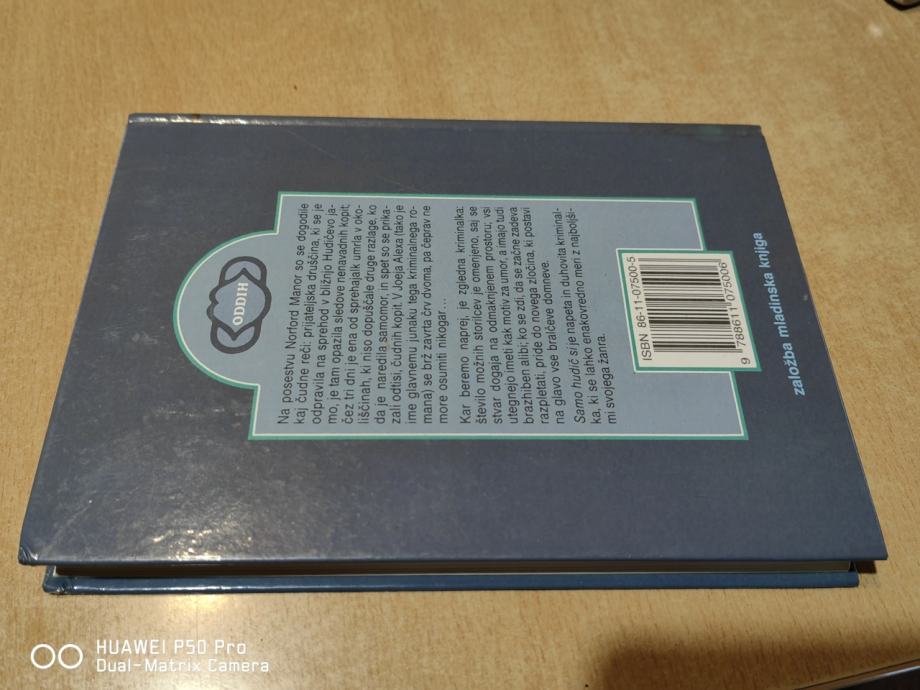 ODDIH
Na posestvu Norford Manor so se dogodile
kaj čudne reči: prijateljska druščina, ki se je
odpravila na sprehod v bližnjo Hudičevo ja-
mo, je tam opazila sledove nenavadnih kopit;
čez tri dni je ena od sprehajalk umrla v oko-
liščinah, ki niso dopuščale druge razlage, ko
da je naredila samomor, in spet so se prika-
zali odtisi, čudnih kopit. V Joeja Alexa (tako je
ime glavnemu junaku tega kriminalnega ro-
mana) se brž zavrta črv dvoma, pa čeprav ne
more osumiti nikogar...
Kar beremo naprej, je zgledna kriminalka:
število možnih storilcev je omejeno, saj se
stvar dogaja na odmaknjenem prostoru; vsi
utegnejo imeti kak motiv za umor, a imajo tudi
brazhiben alibi; ko se zdi, da se začne zadeva
razpletati, pride do novega zločina, ki postavi
na glavo vse bralčeve domneve.
Samo hudič si je napeta in duhovita kriminal-
ka, ki se lahko enakovredno meri z najboljši-
mi svojega žanra.
ISBN 86-11-07500-5
9 788611 075006
založba mladinska knjiga
HUAWEI P50 Pro
Dual-Matrix Camera